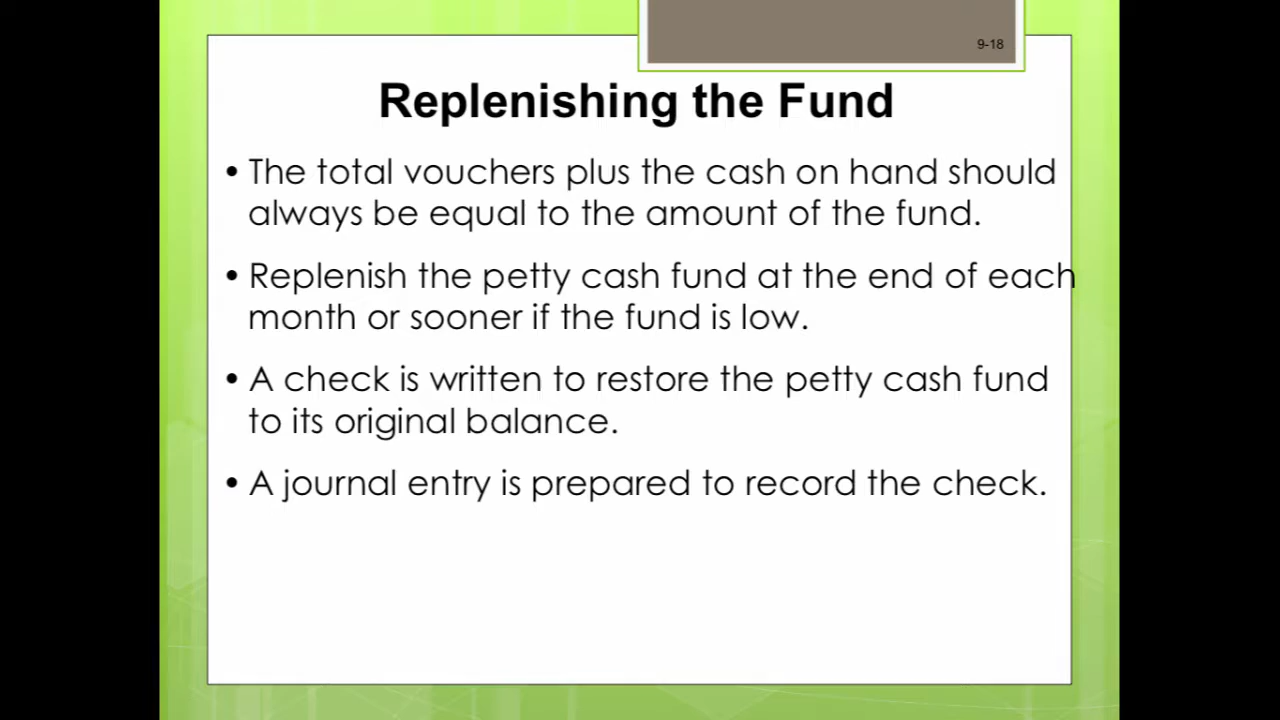 9-18
Replenishing the Fund
• The total vouchers plus the cash on hand should
always be equal to the amount of the fund.
• Replenish the petty cash fund at the end of each
month or sooner if the fund is low.
• A check is written to restore the petty cash fund
to its original balance.
• A journal entry is prepared to record the check.